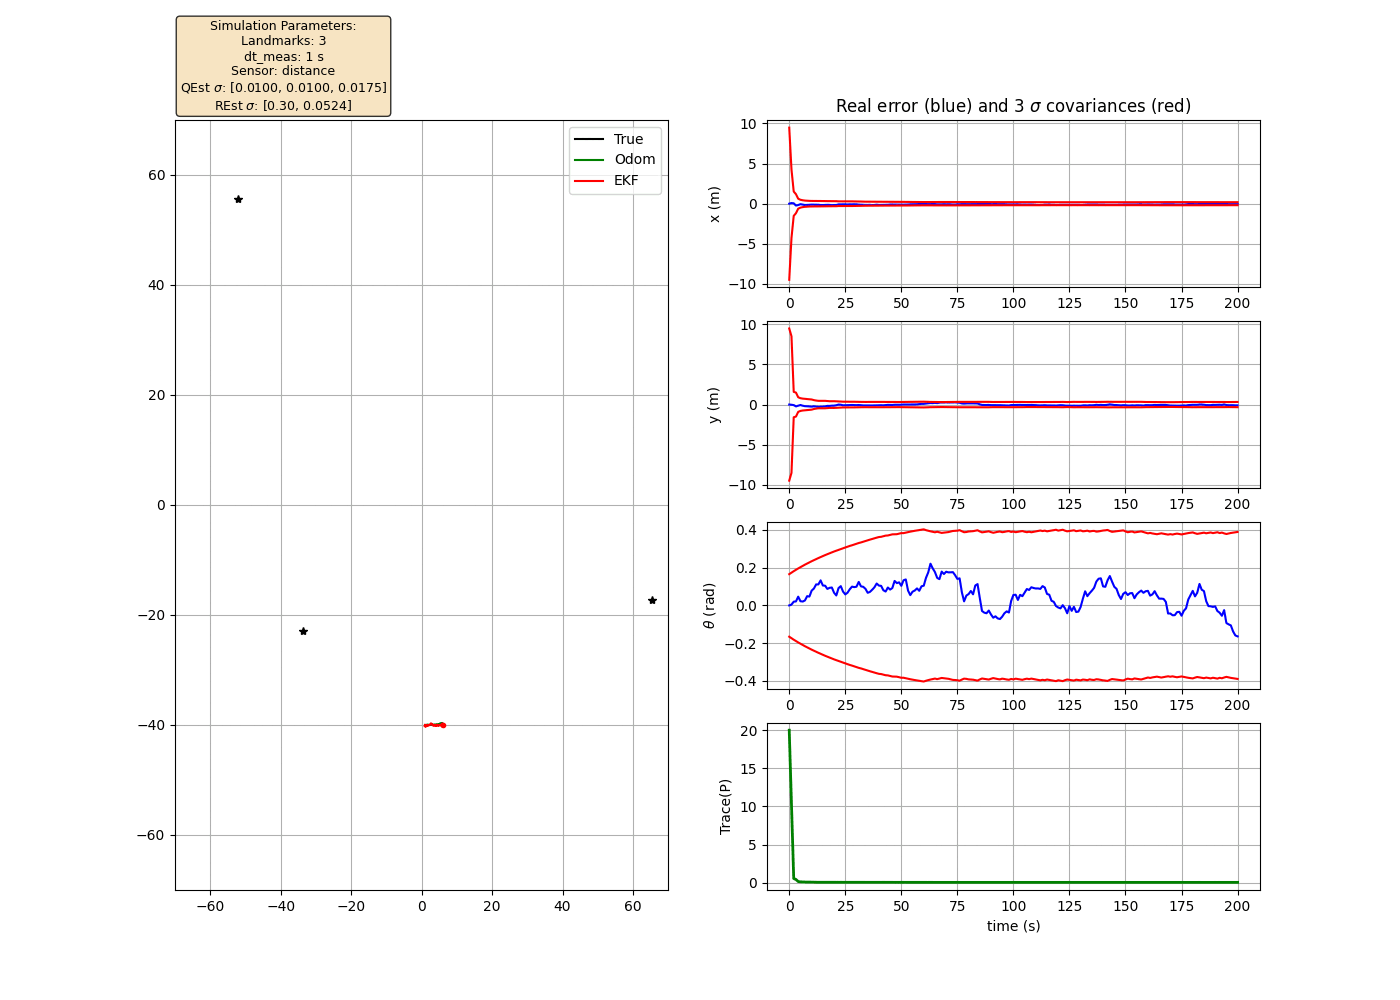 Simulation Parameters:
Landmarks: 3
dt_meas: 1 s
Sensor: distance
QEst σ: [0.0100, 0.0100, 0.0175]
REst σ: [0.30, 0.0524]
True
Odom
EKF
60
40
20
0
−20
−40
−60
−60 −40 −20 0 20 40 60
Real error (blue) and 3 σ covariances (red)
x (m)
10
5
0
−5
−10
0 25 50 75 100 125 150 175 200
y (m)
10
5
0
−5
−10
0 25 50 75 100 125 150 175 200
θ (rad)
0.4
0.2
0.0
−0.2
−0.4
0 25 50 75 100 125 150 175 200
Trace(P)
20
15
10
5
0
0 25 50 75 100 125 150 175 200
time (s)